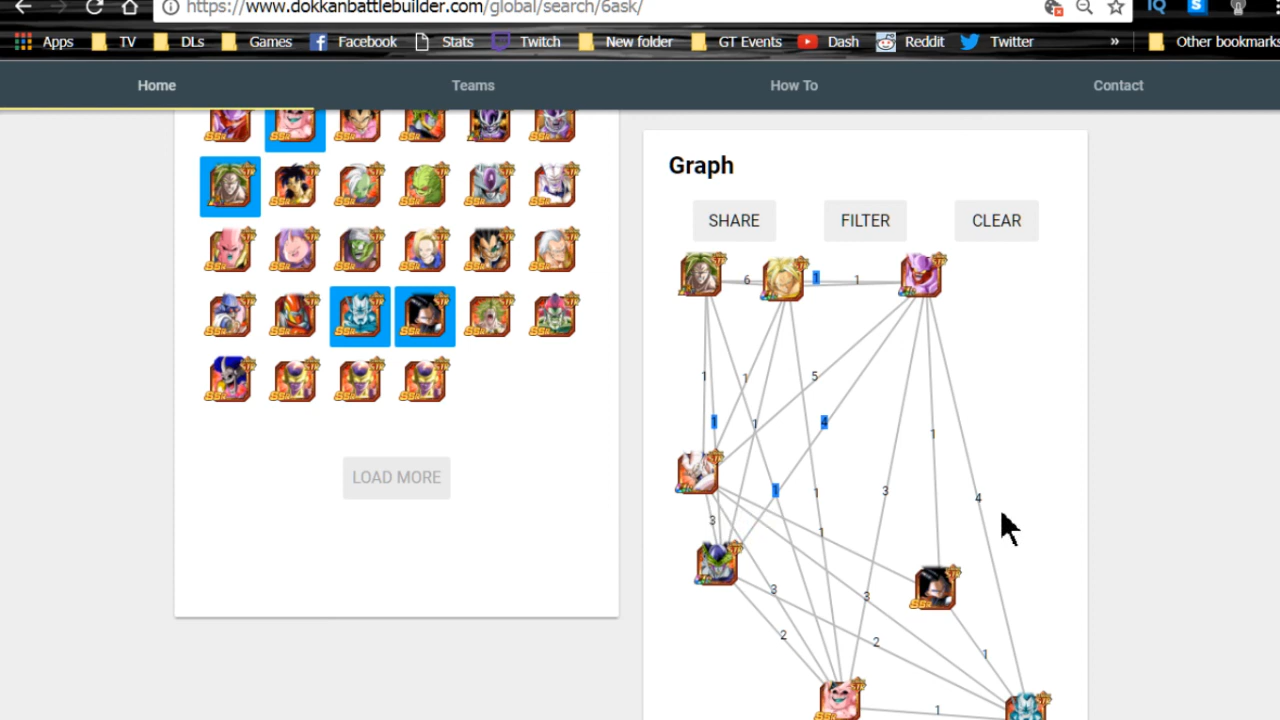 www.dokkanbattlebuilder.com/global/search/6ask/
Apps TV DLs Games Facebook Stats Twitch New folder GT Events Dash Reddit Twitter » Other bookmarks
Home Teams How To Contact
Graph
SHARE FILTER CLEAR
6 1 1
1 1 5
1 1 4 1
1 1 3 4
3 1
3 3
2 2 1
1
LOAD MORE